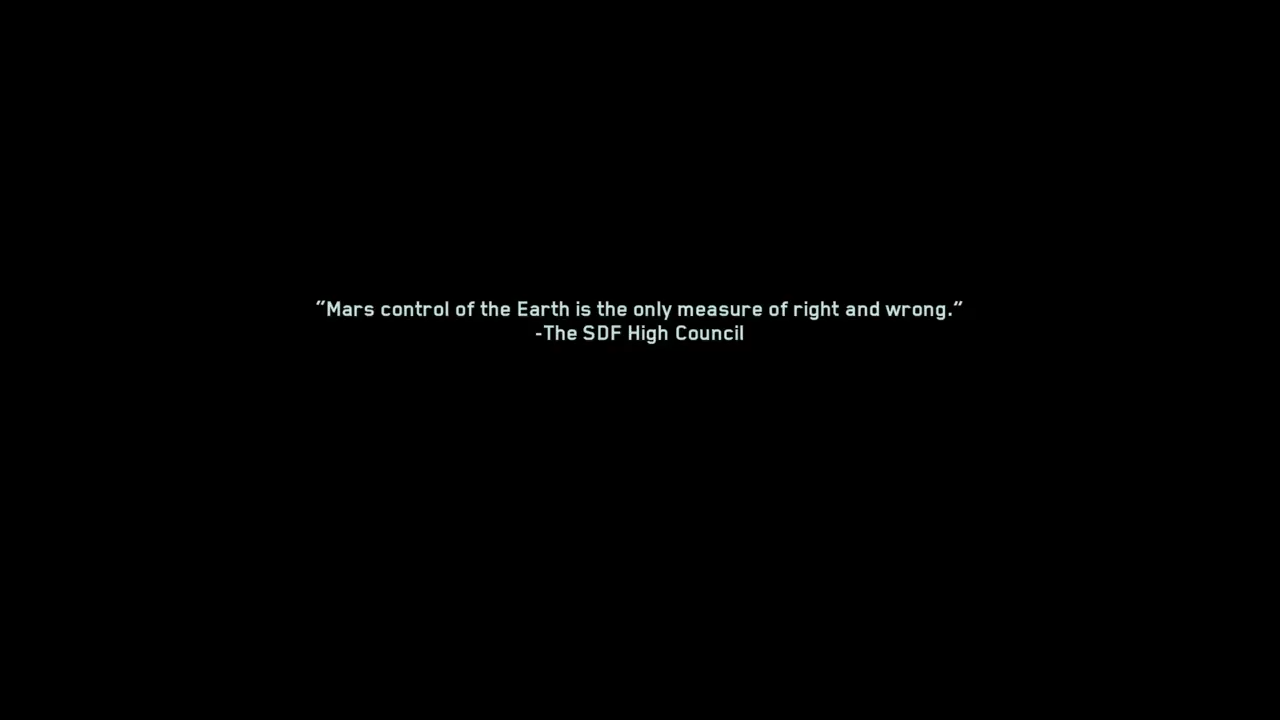 "Mars control of the Earth is the only measure of right and wrong."
-The SDF High Council